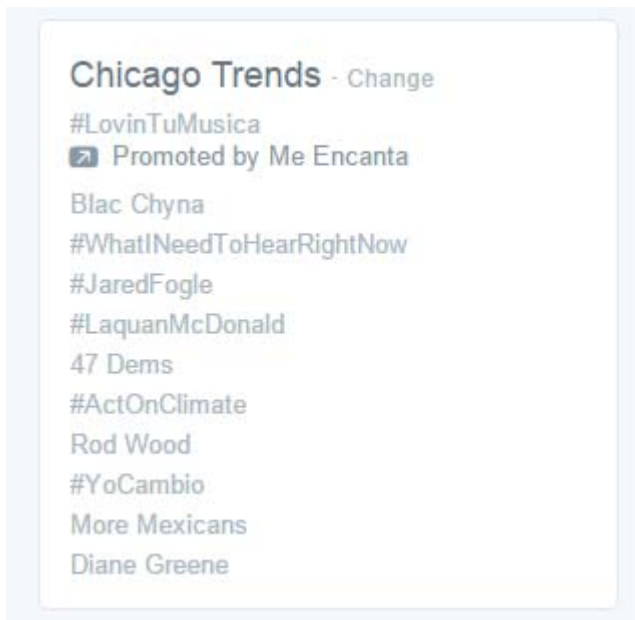 Chicago Trends · Change
#LovinTuMusica
Promoted by Me Encanta
Blac Chyna
#WhatINeedToHearRightNow
#JaredFogle
#LaquanMcDonald
47 Dems
#ActOnClimate
Rod Wood
#YoCambio
More Mexicans
Diane Greene